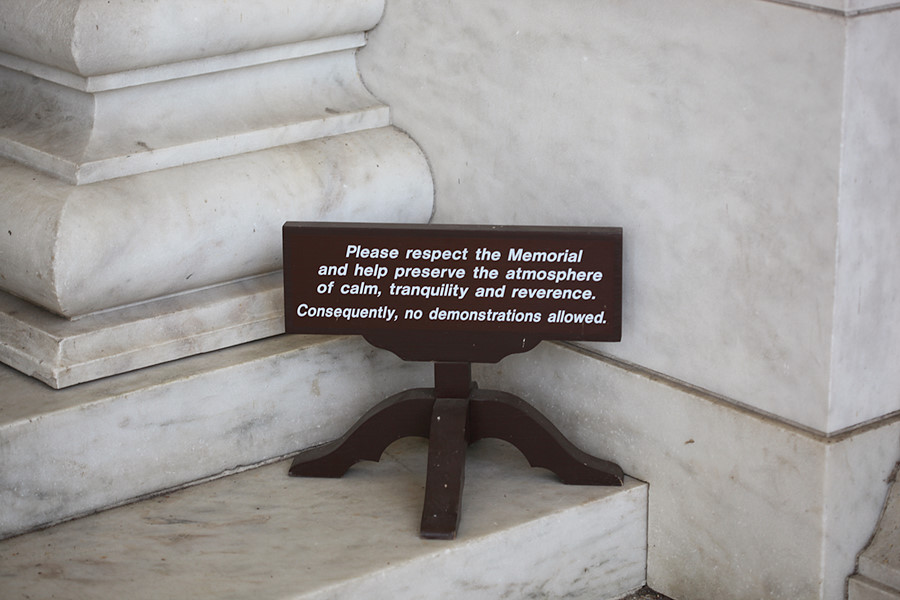 Please respect the Memorial
and help preserve the atmosphere
of calm, tranquility and reverence.
Consequently, no demonstrations allowed.